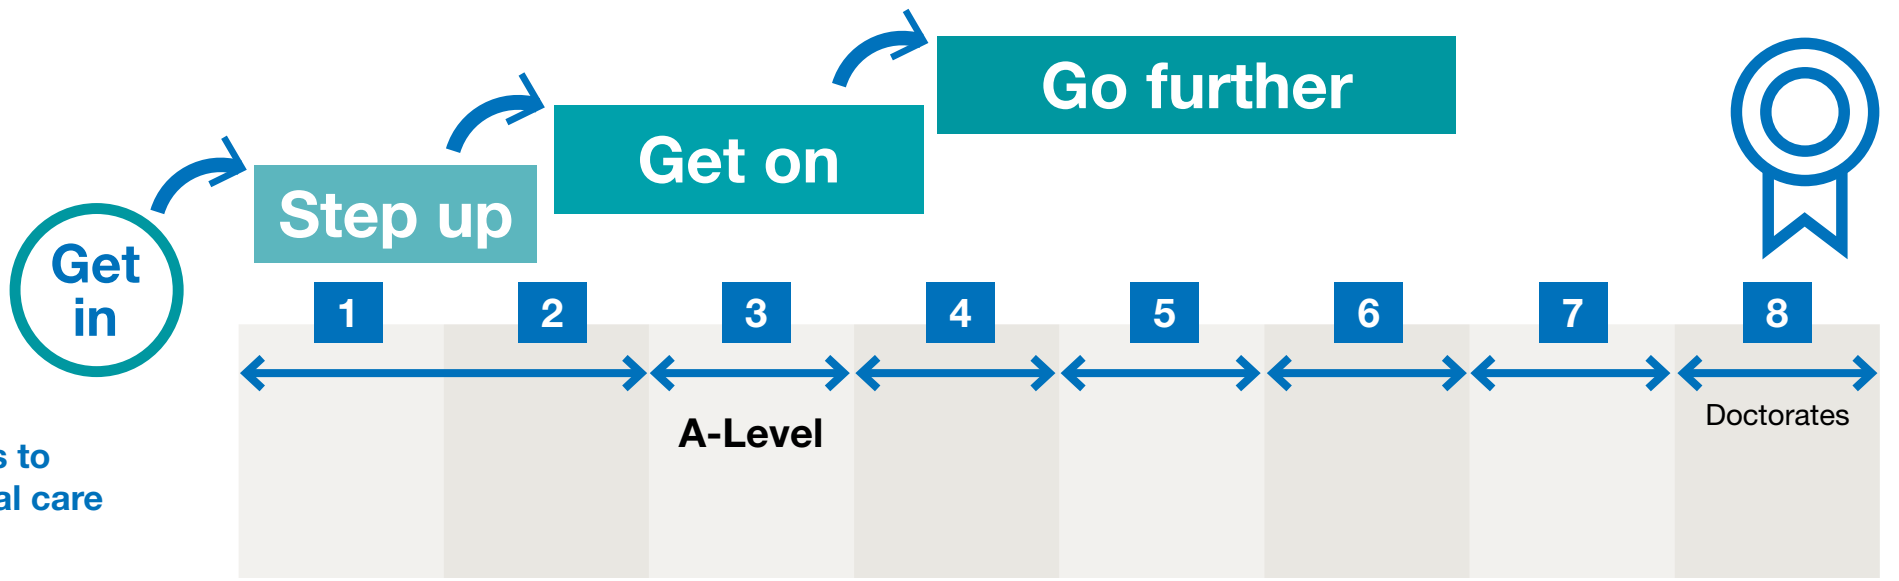 Go further
Get on
Step up
Get
in
1 2 3 4 5 6 7 8
A-Level
Doctorates
s to
al care